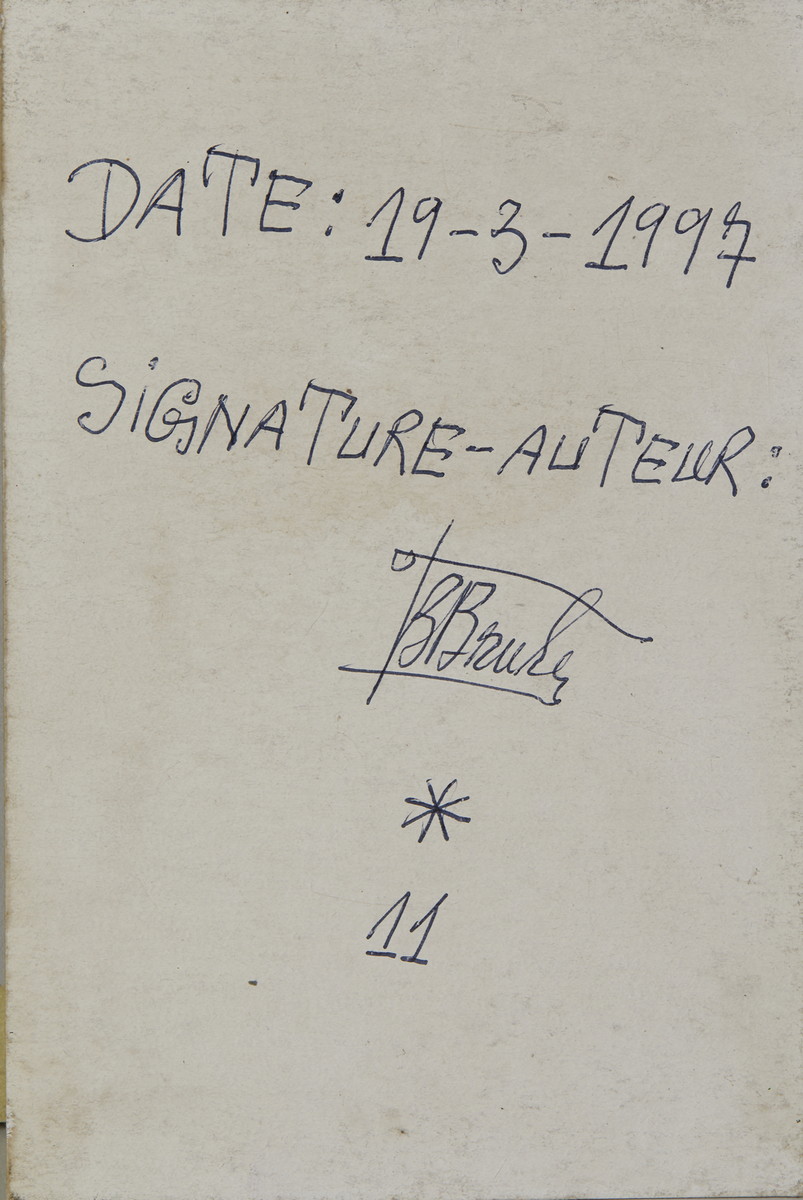 DATE: 19-3-1997
SiGNATURE-AUTEUR:
*
11